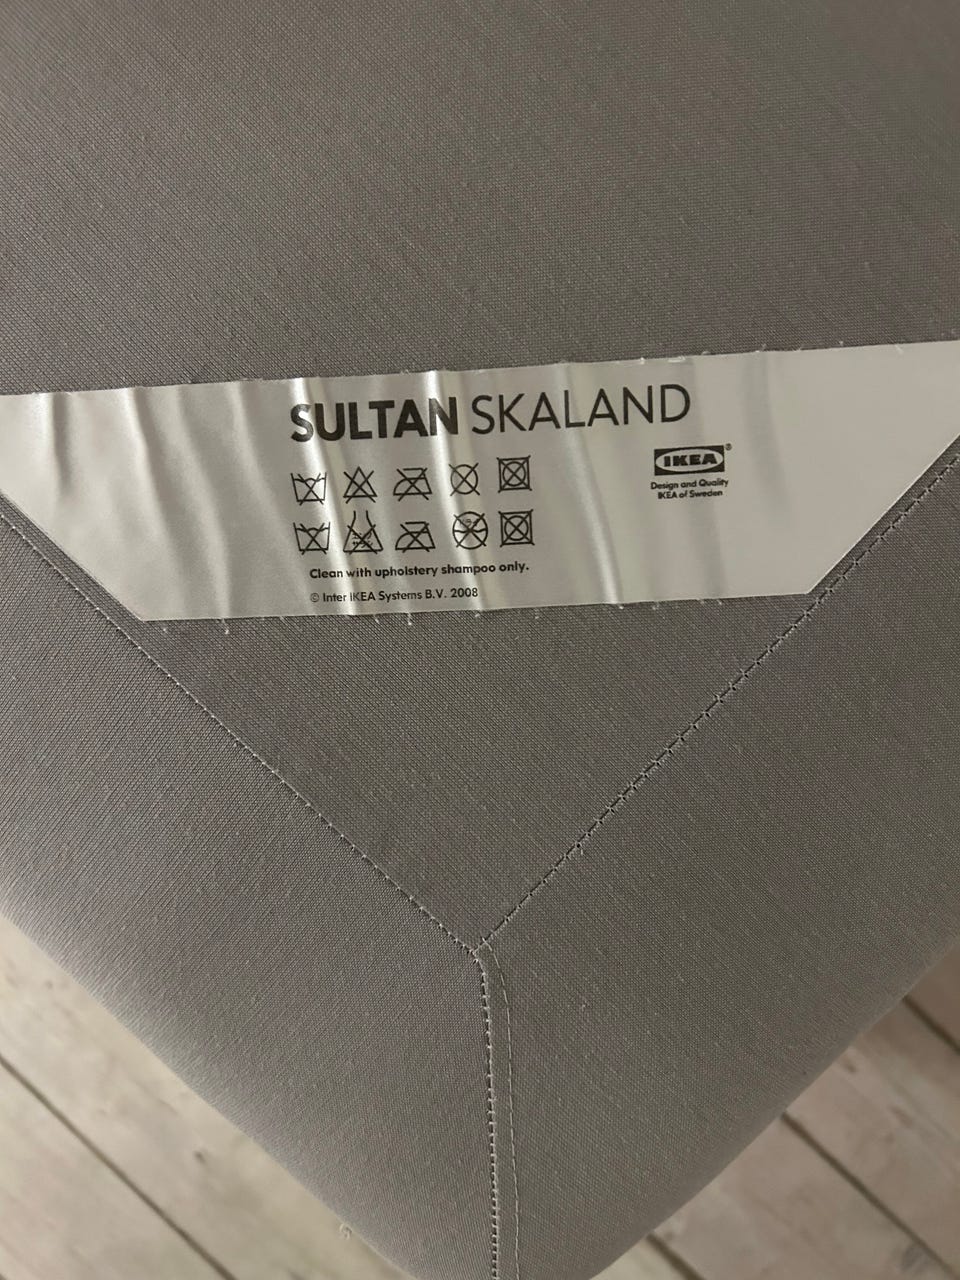 SULTAN SKALAND
IKEA®
Design and Quality
IKEA of Sweden
Clean with upholstery shampoo only.
© Inter IKEA Systems B.V. 2008